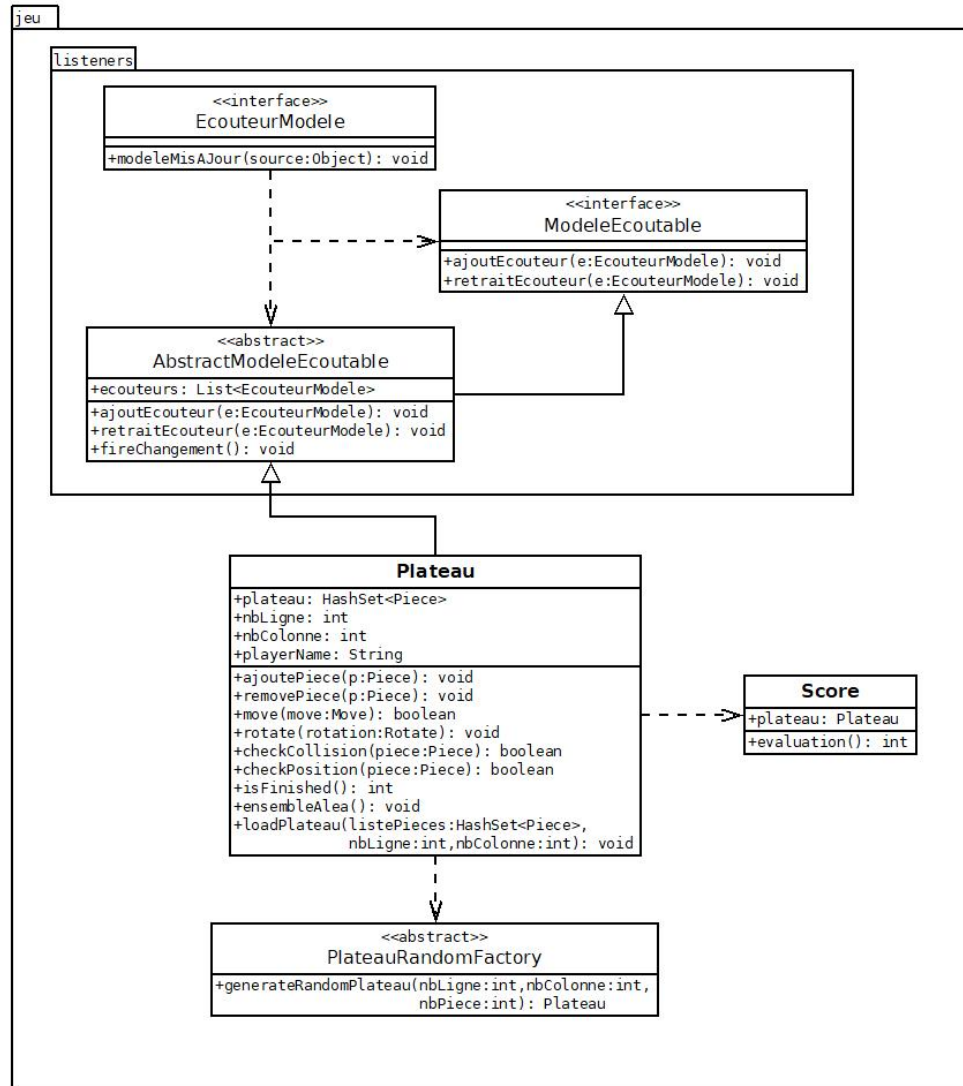 jeu
listeners
<<interface>>
EcouteurModele
+modeleMisAJour(source:Object): void
<<interface>>
ModeleEcoutable
+ajoutEcouteur(e:EcouteurModele): void
+retraitEcouteur(e:EcouteurModele): void
<<abstract>>
AbstractModeleEcoutable
+ecouteurs: List<EcouteurModele>
+ajoutEcouteur(e:EcouteurModele): void
+retraitEcouteur(e:EcouteurModele): void
+fireChangement(): void
Plateau
+plateau: HashSet<Piece>
+nbLigne: int
+nbColonne: int
+playerName: String
+ajoutePiece(p:Piece): void
+removePiece(p:Piece): void
+move(move:Move): boolean
+rotate(rotation:Rotate): void
+checkCollision(piece:Piece): boolean
+checkPosition(piece:Piece): boolean
+isFinished(): int
+ensembleAlea(): void
+loadPlateau(listePieces:HashSet<Piece>,
nbLigne:int,nbColonne:int): void
Score
+plateau: Plateau
+evaluation(): int
<<abstract>>
PlateauRandomFactory
+generateRandomPlateau(nbLigne:int,nbColonne:int,
nbPiece:int): Plateau